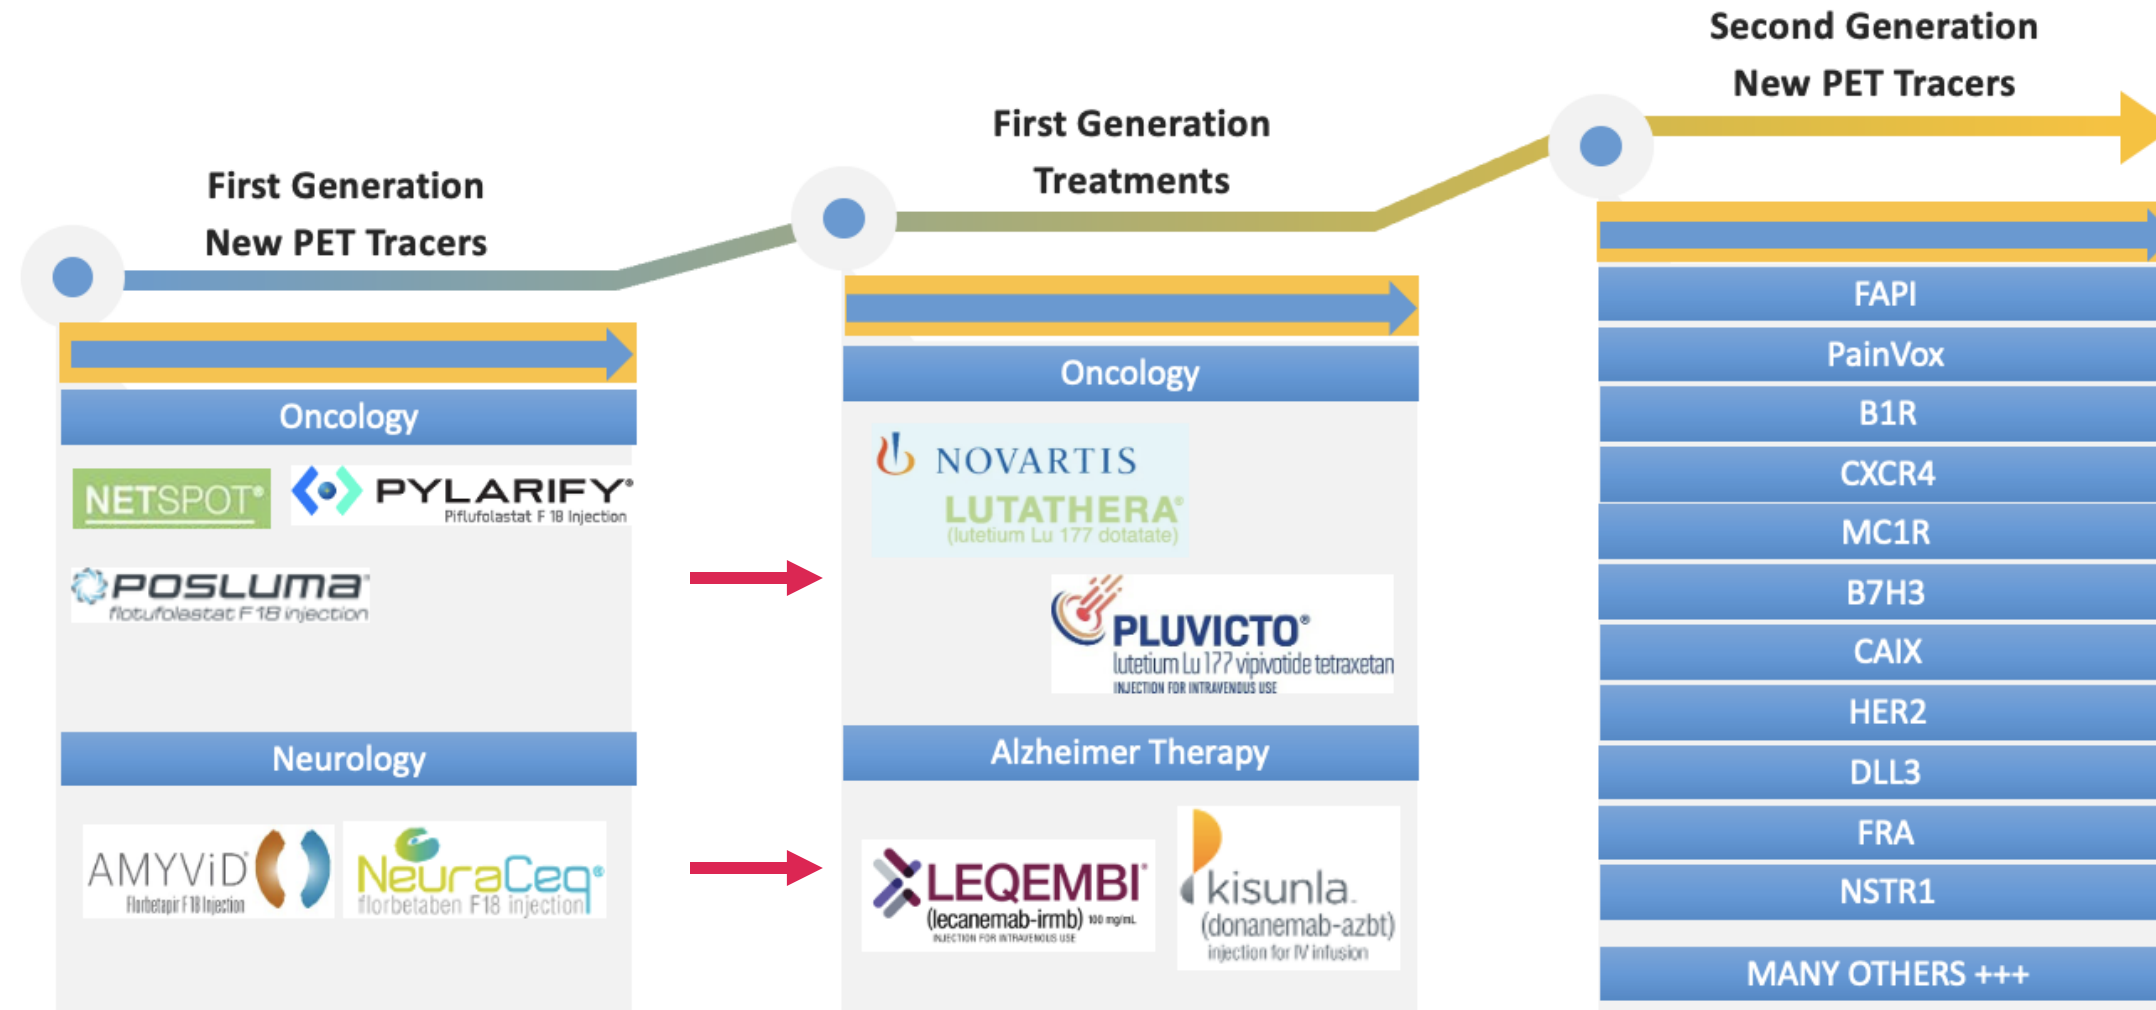 First Generation
New PET Tracers
Oncology
NETSPOT®
PYLARIFY®
Piflufolastat F 18 Injection
POSLUMA®
flotufolastat F 18 injection
Neurology
AMYViD
Florbetapir F 18 Injection
NeuraCeq®
florbetaben F18 injection
First Generation
Treatments
Oncology
NOVARTIS
LUTATHERA®
(lutetium Lu 177 dotatate)
PLUVICTO®
lutetium Lu 177 vipivotide tetraxetan
INJECTION FOR INTRAVENOUS USE
Alzheimer Therapy
LEQEMBI®
(lecanemab-irmb) 100 mg/mL
INJECTION FOR INTRAVENOUS USE
kisunla.
(donanemab-azbt)
injection for IV infusion
Second Generation
New PET Tracers
FAPI
PainVox
B1R
CXCR4
MC1R
B7H3
CAIX
HER2
DLL3
FRA
NSTR1
MANY OTHERS +++